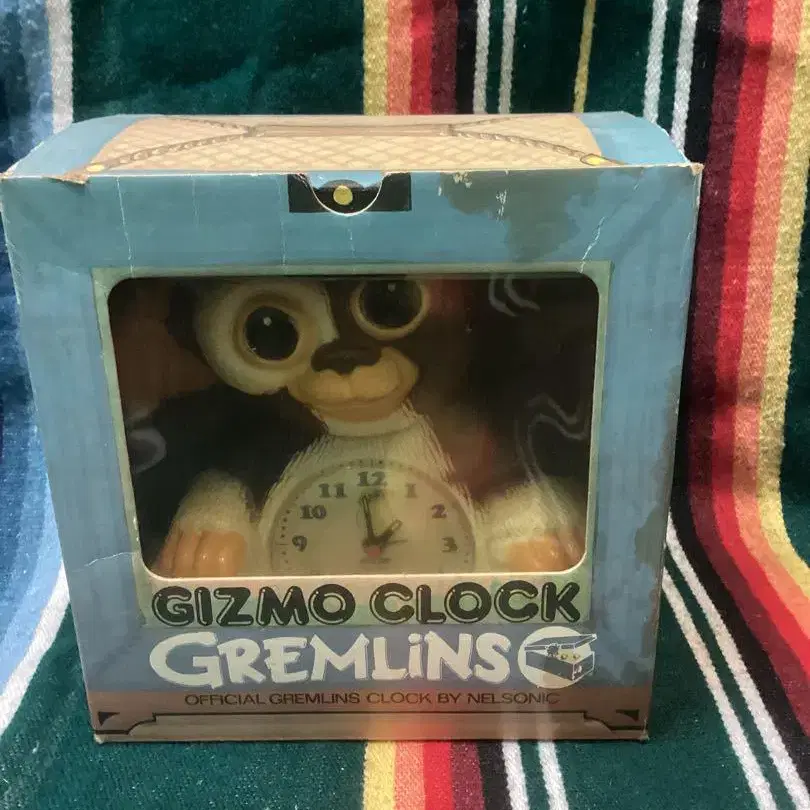 12
11 1
10 2
9 3
GIZMO CLOCK
GREMLiNS
OFFICIAL GREMLINS CLOCK BY NELSONIC